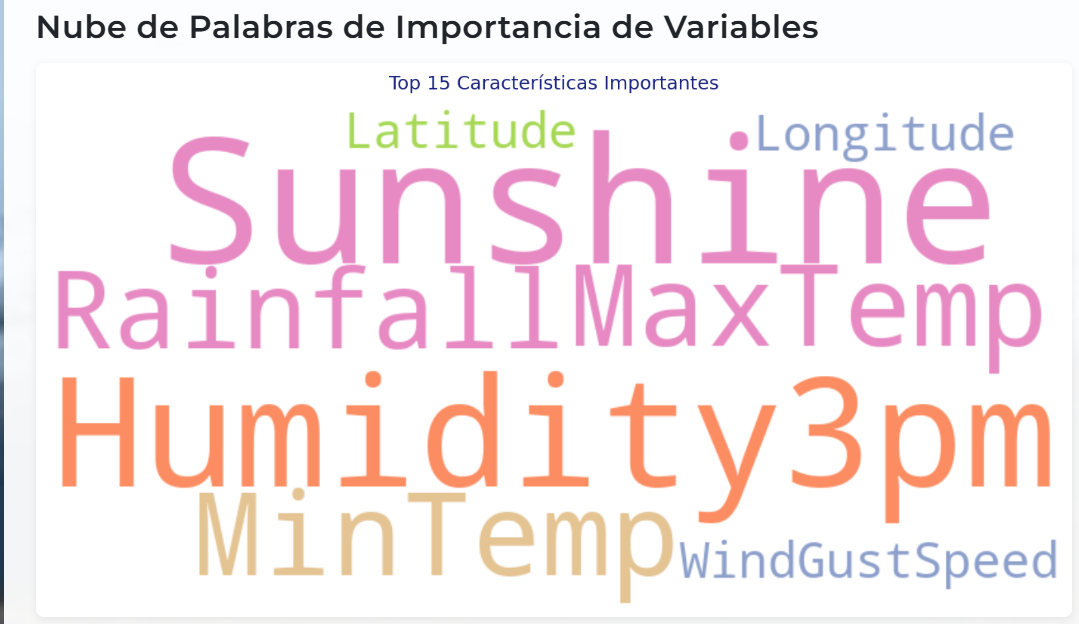 Nube de Palabras de Importancia de Variables
Top 15 Características Importantes
Latitude
Longitude
Sunshine
Rainfall
MaxTemp
Humidity3pm
MinTemp
WindGustSpeed